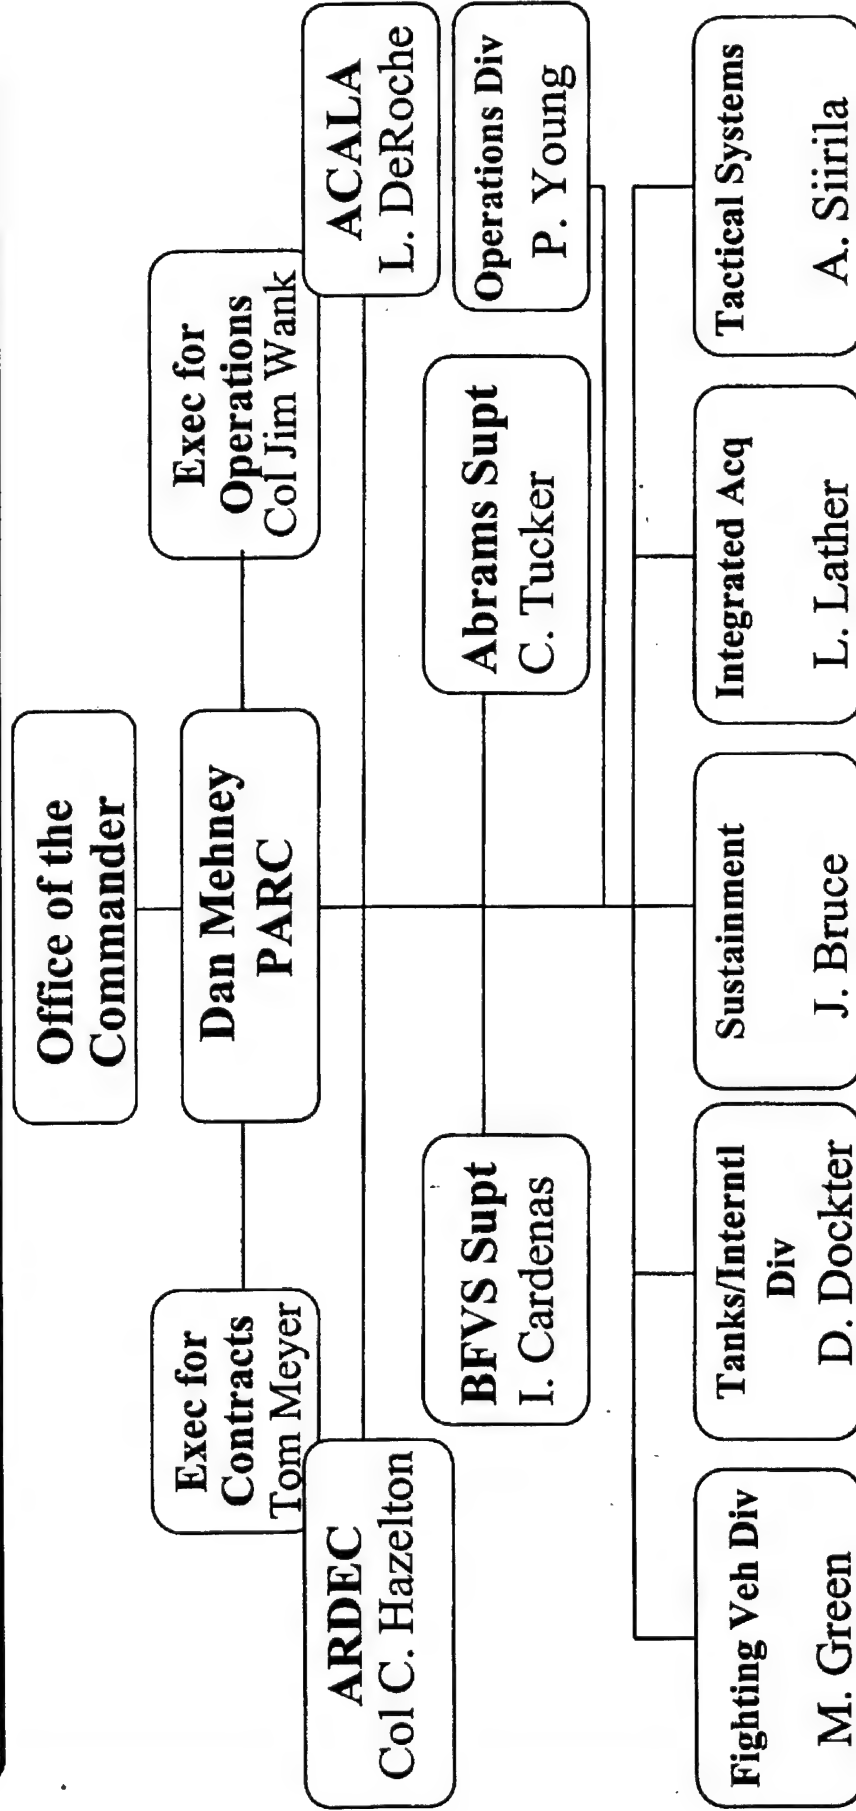 Office of the
Commander
Dan Mehney
PARC
Exec for
Contracts
Tom Meyer
Exec for
Operations
Col Jim Wank
ARDEC
Col C. Hazelton
ACALA
L. DeRoche
BFVS Supt
I. Cardenas
Abrams Supt
C. Tucker
Operations Div
P. Young
Fighting Veh Div
M. Green
Tanks/Interntl
Div
D. Dockter
Sustainment
J. Bruce
Integrated Acq
L. Lather
Tactical Systems
A. Siirila